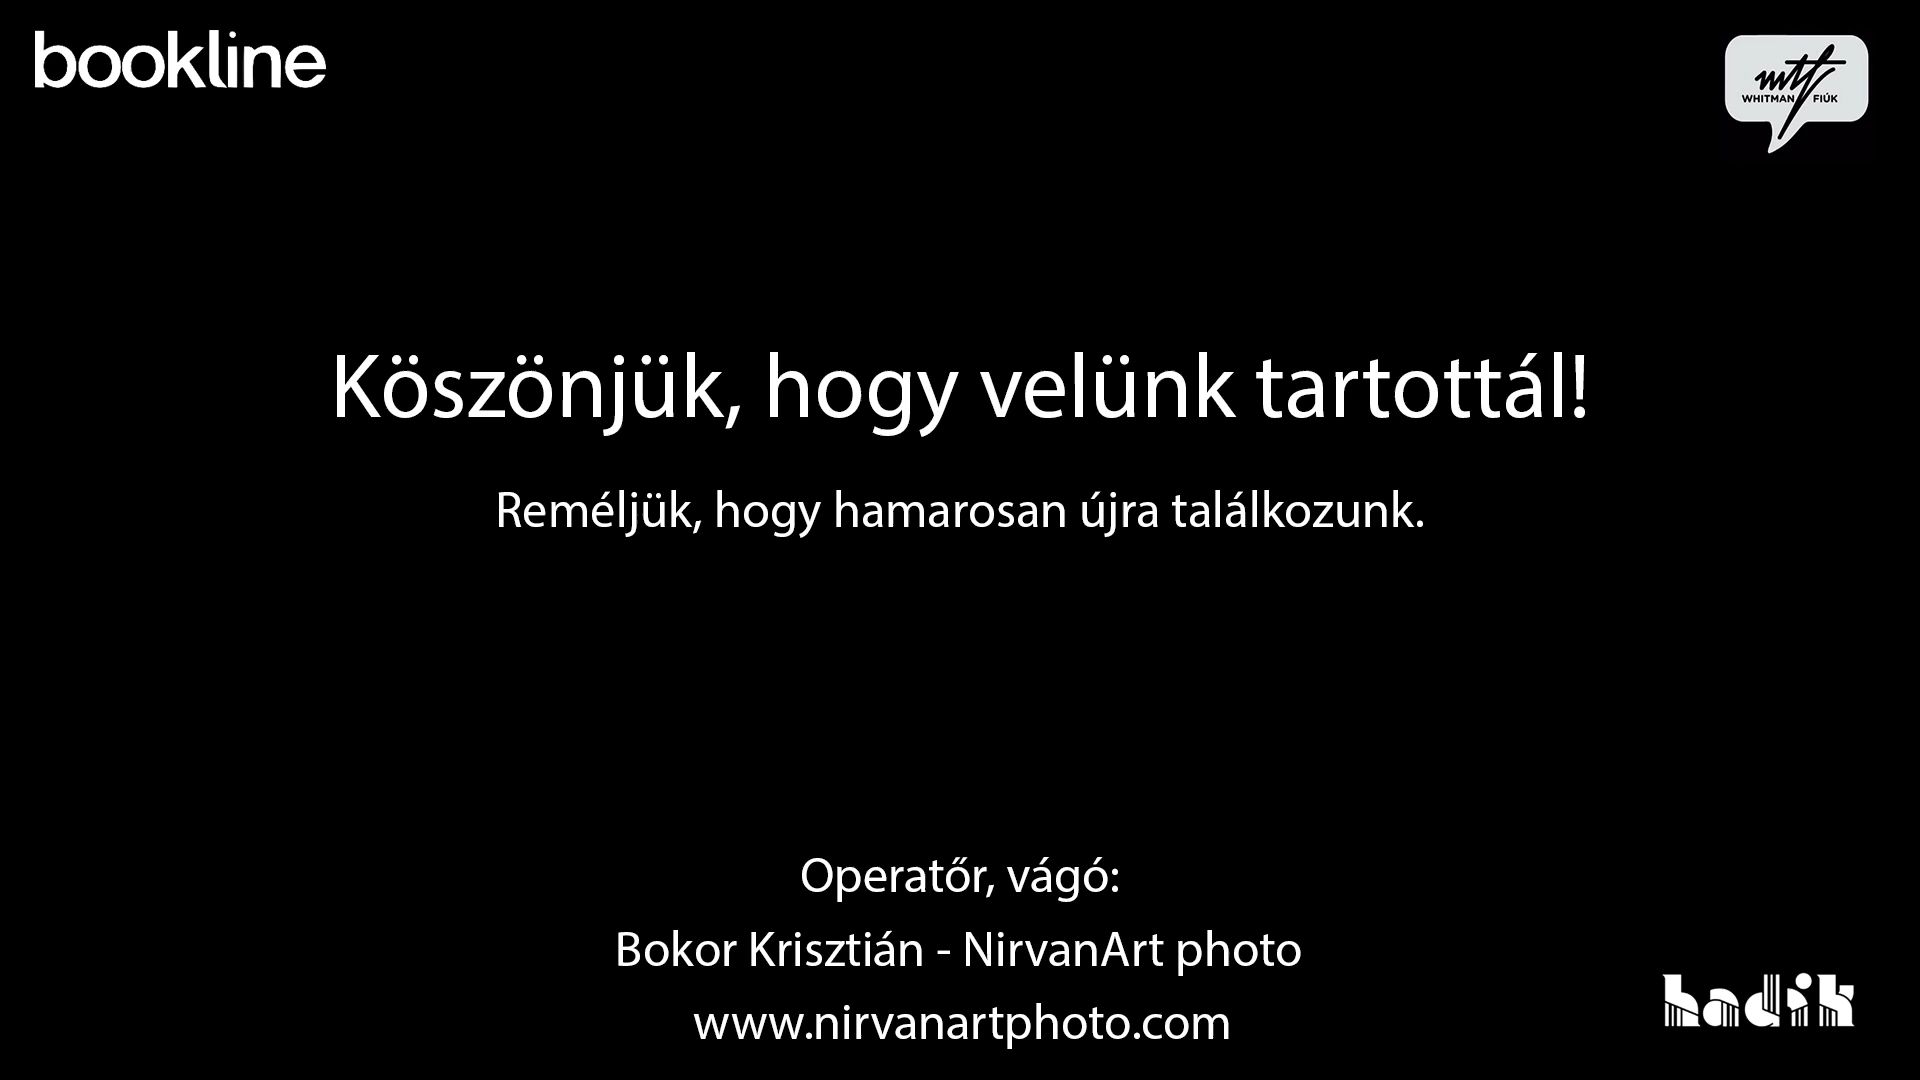 bookline
mtf
WHITMAN FIÚK
Köszönjük, hogy velünk tartottál!
Reméljük, hogy hamarosan újra találkozunk.
Operatőr, vágó:
Bokor Krisztián - NirvanArt photo
www.nirvanartphoto.com
hadik